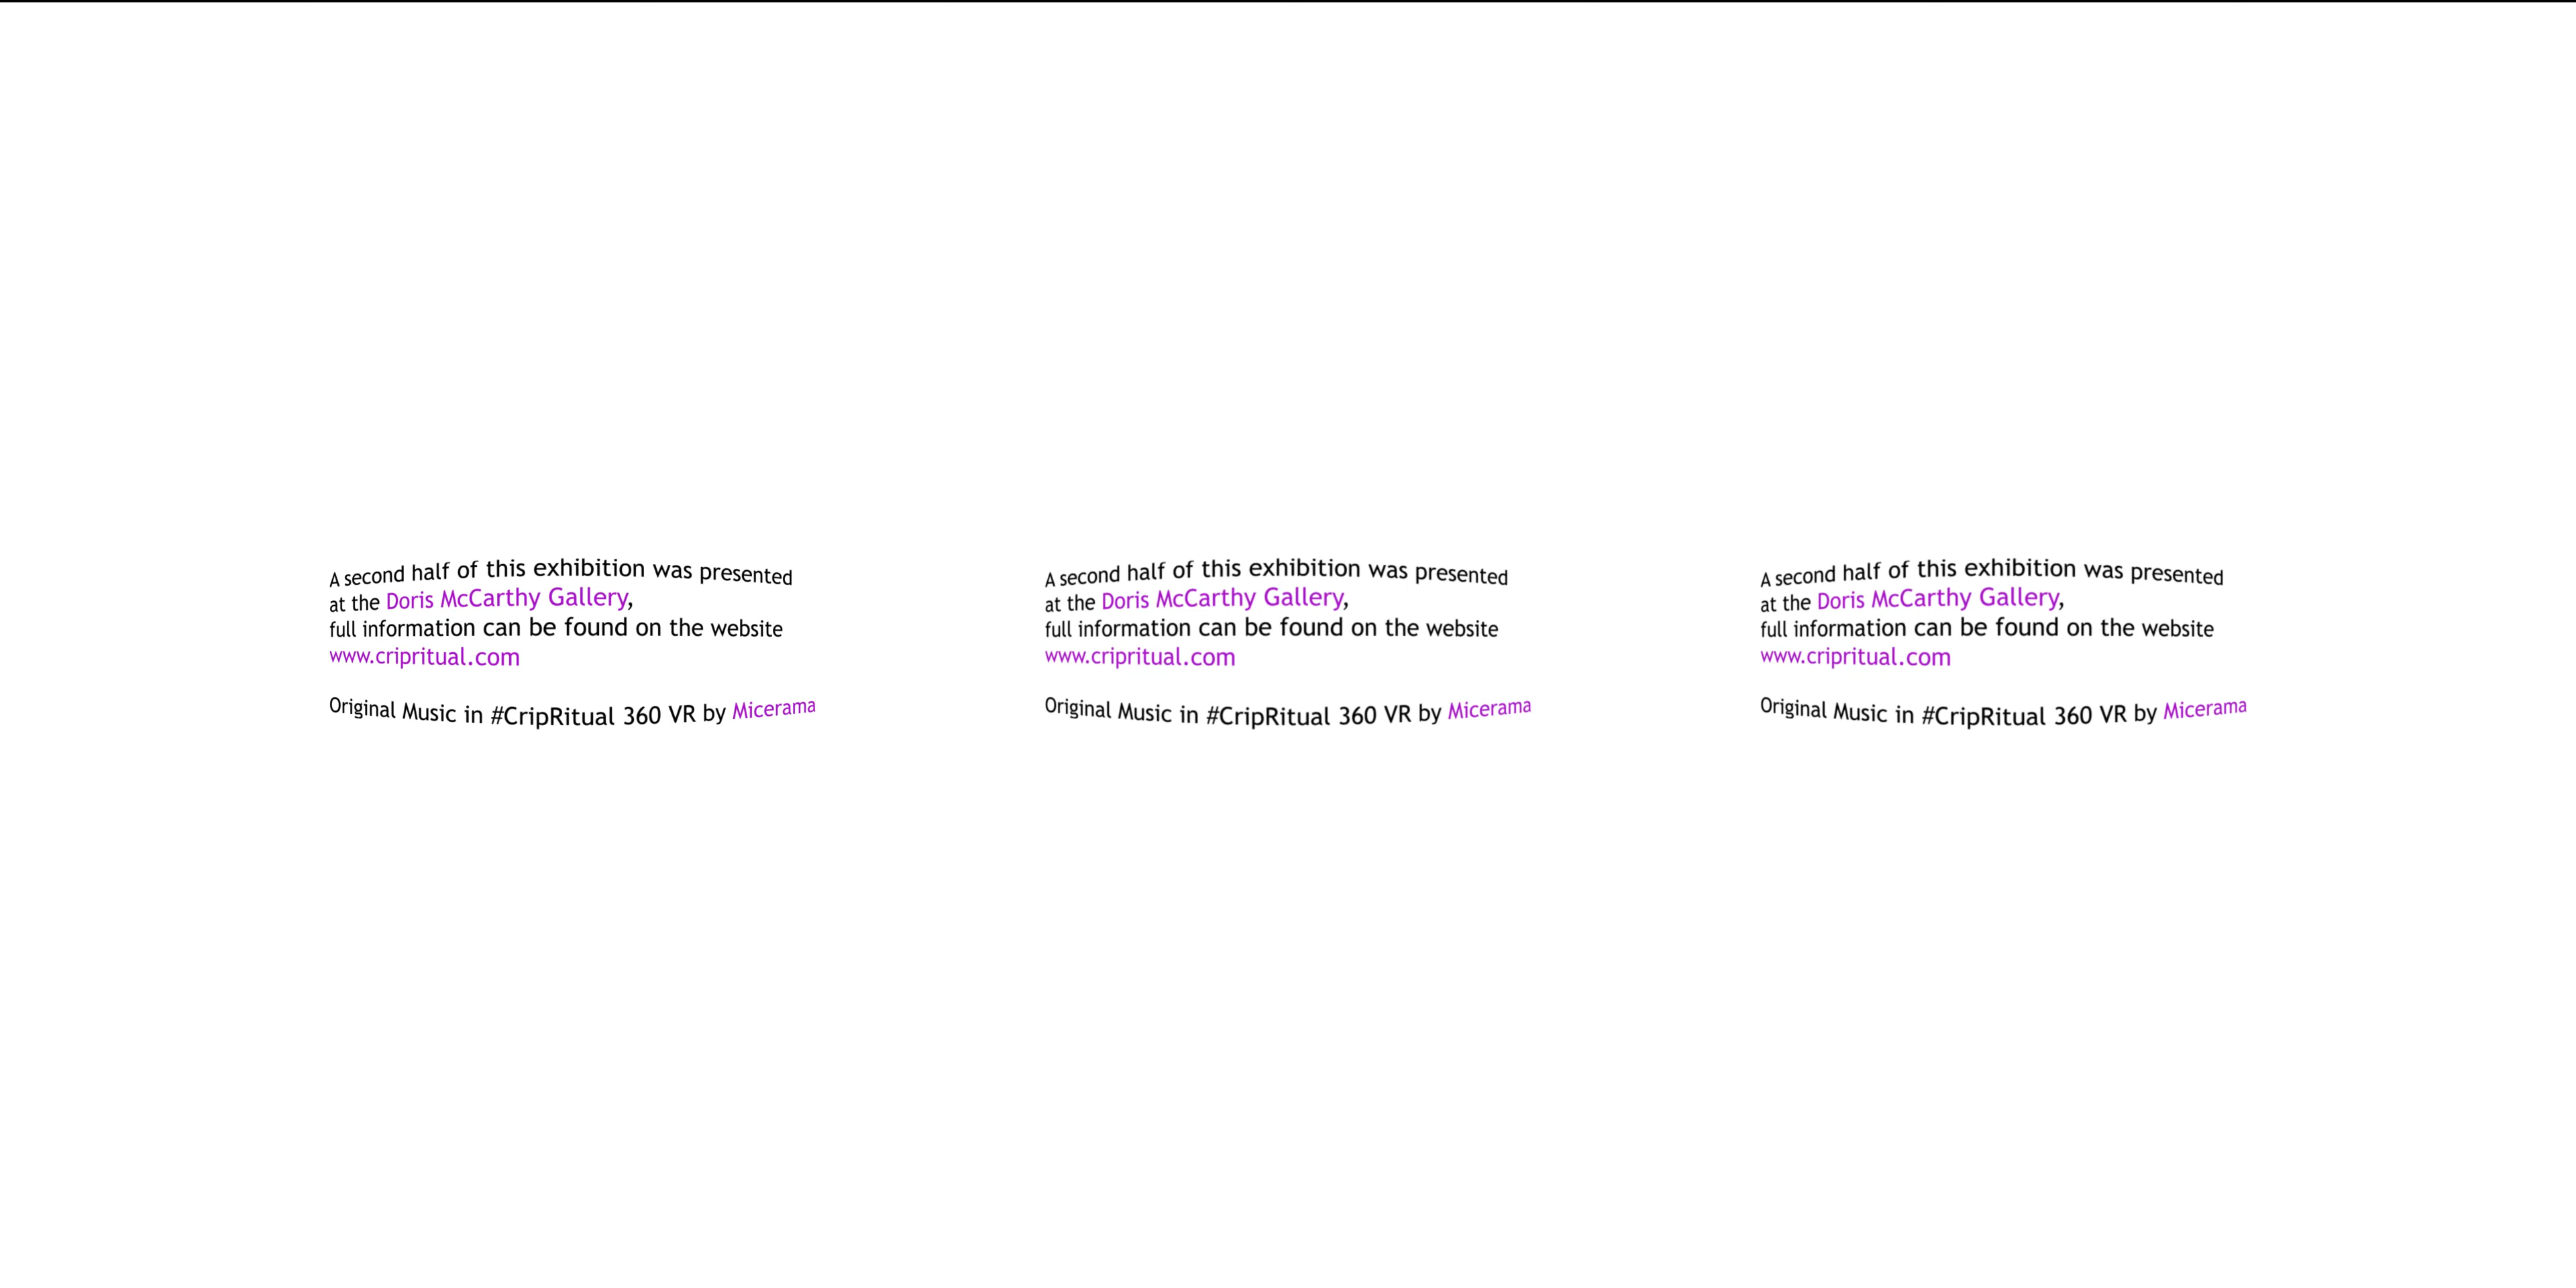 A second half of this exhibition was presented
at the Doris McCarthy Gallery,
full information can be found on the website
www.cripritual.com
Original Music in #CripRitual 360 VR by Micerama
A second half of this exhibition was presented
at the Doris McCarthy Gallery,
full information can be found on the website
www.cripritual.com
Original Music in #CripRitual 360 VR by Micerama
A second half of this exhibition was presented
at the Doris McCarthy Gallery,
full information can be found on the website
www.cripritual.com
Original Music in #CripRitual 360 VR by Micerama